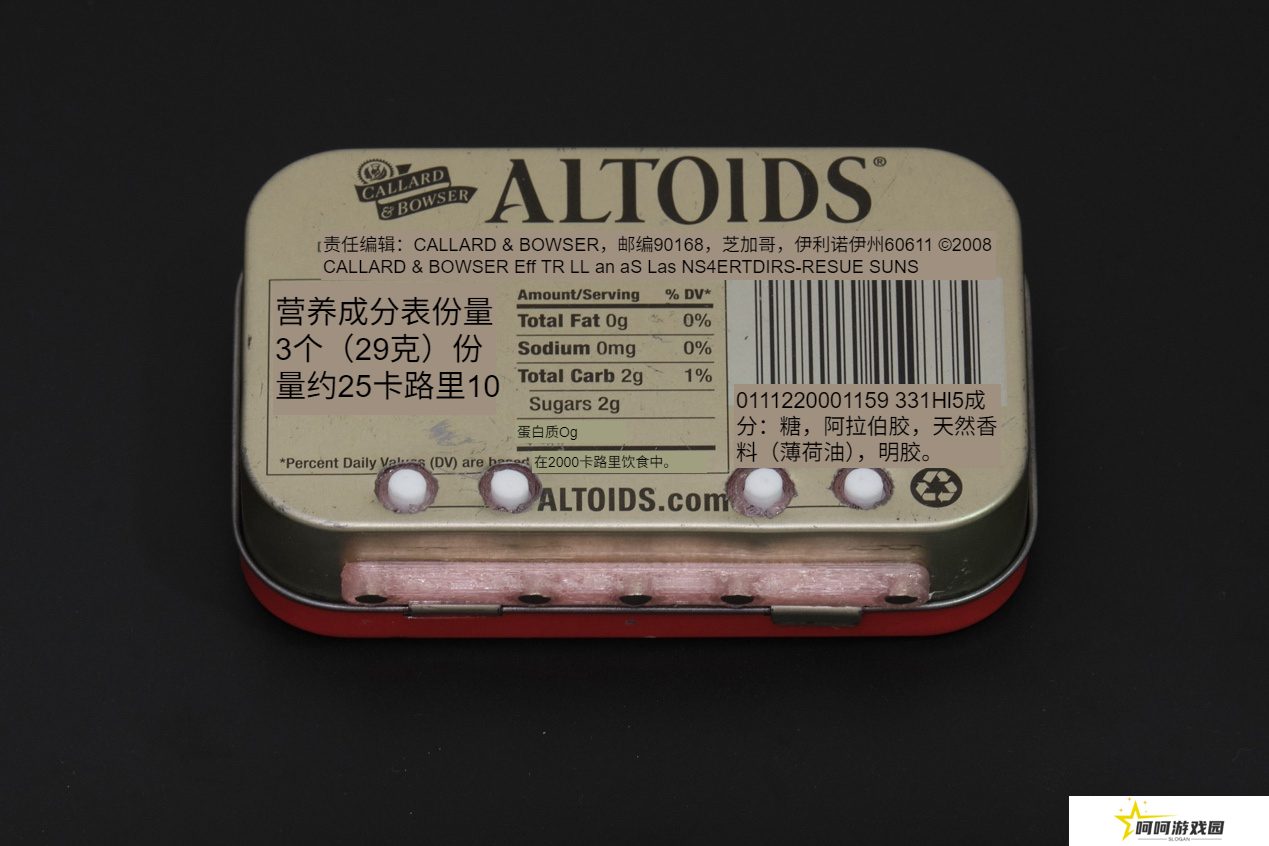 CALLARD
& BOWSER
ALTOIDS®
责任编辑：CALLARD & BOWSER，邮编90168，芝加哥，伊利诺伊州60611 ©2008
CALLARD & BOWSER Eff TR LL an aS Las NS4ERTDIRS-RESUE SUNS
营养成分表份量
3个（29克）份
量约25卡路里10
Amount/Serving % DV*
Total Fat 0g 0%
Sodium 0mg 0%
Total Carb 2g 1%
Sugars 2g
蛋白质Og
*Percent Daily Values (DV) are based 在2000卡路里饮食中。
0111220001159 331HI5成
分：糖，阿拉伯胶，天然香
料（薄荷油），明胶。
ALTOIDS.com
呵呵游戏园
SLOGAN